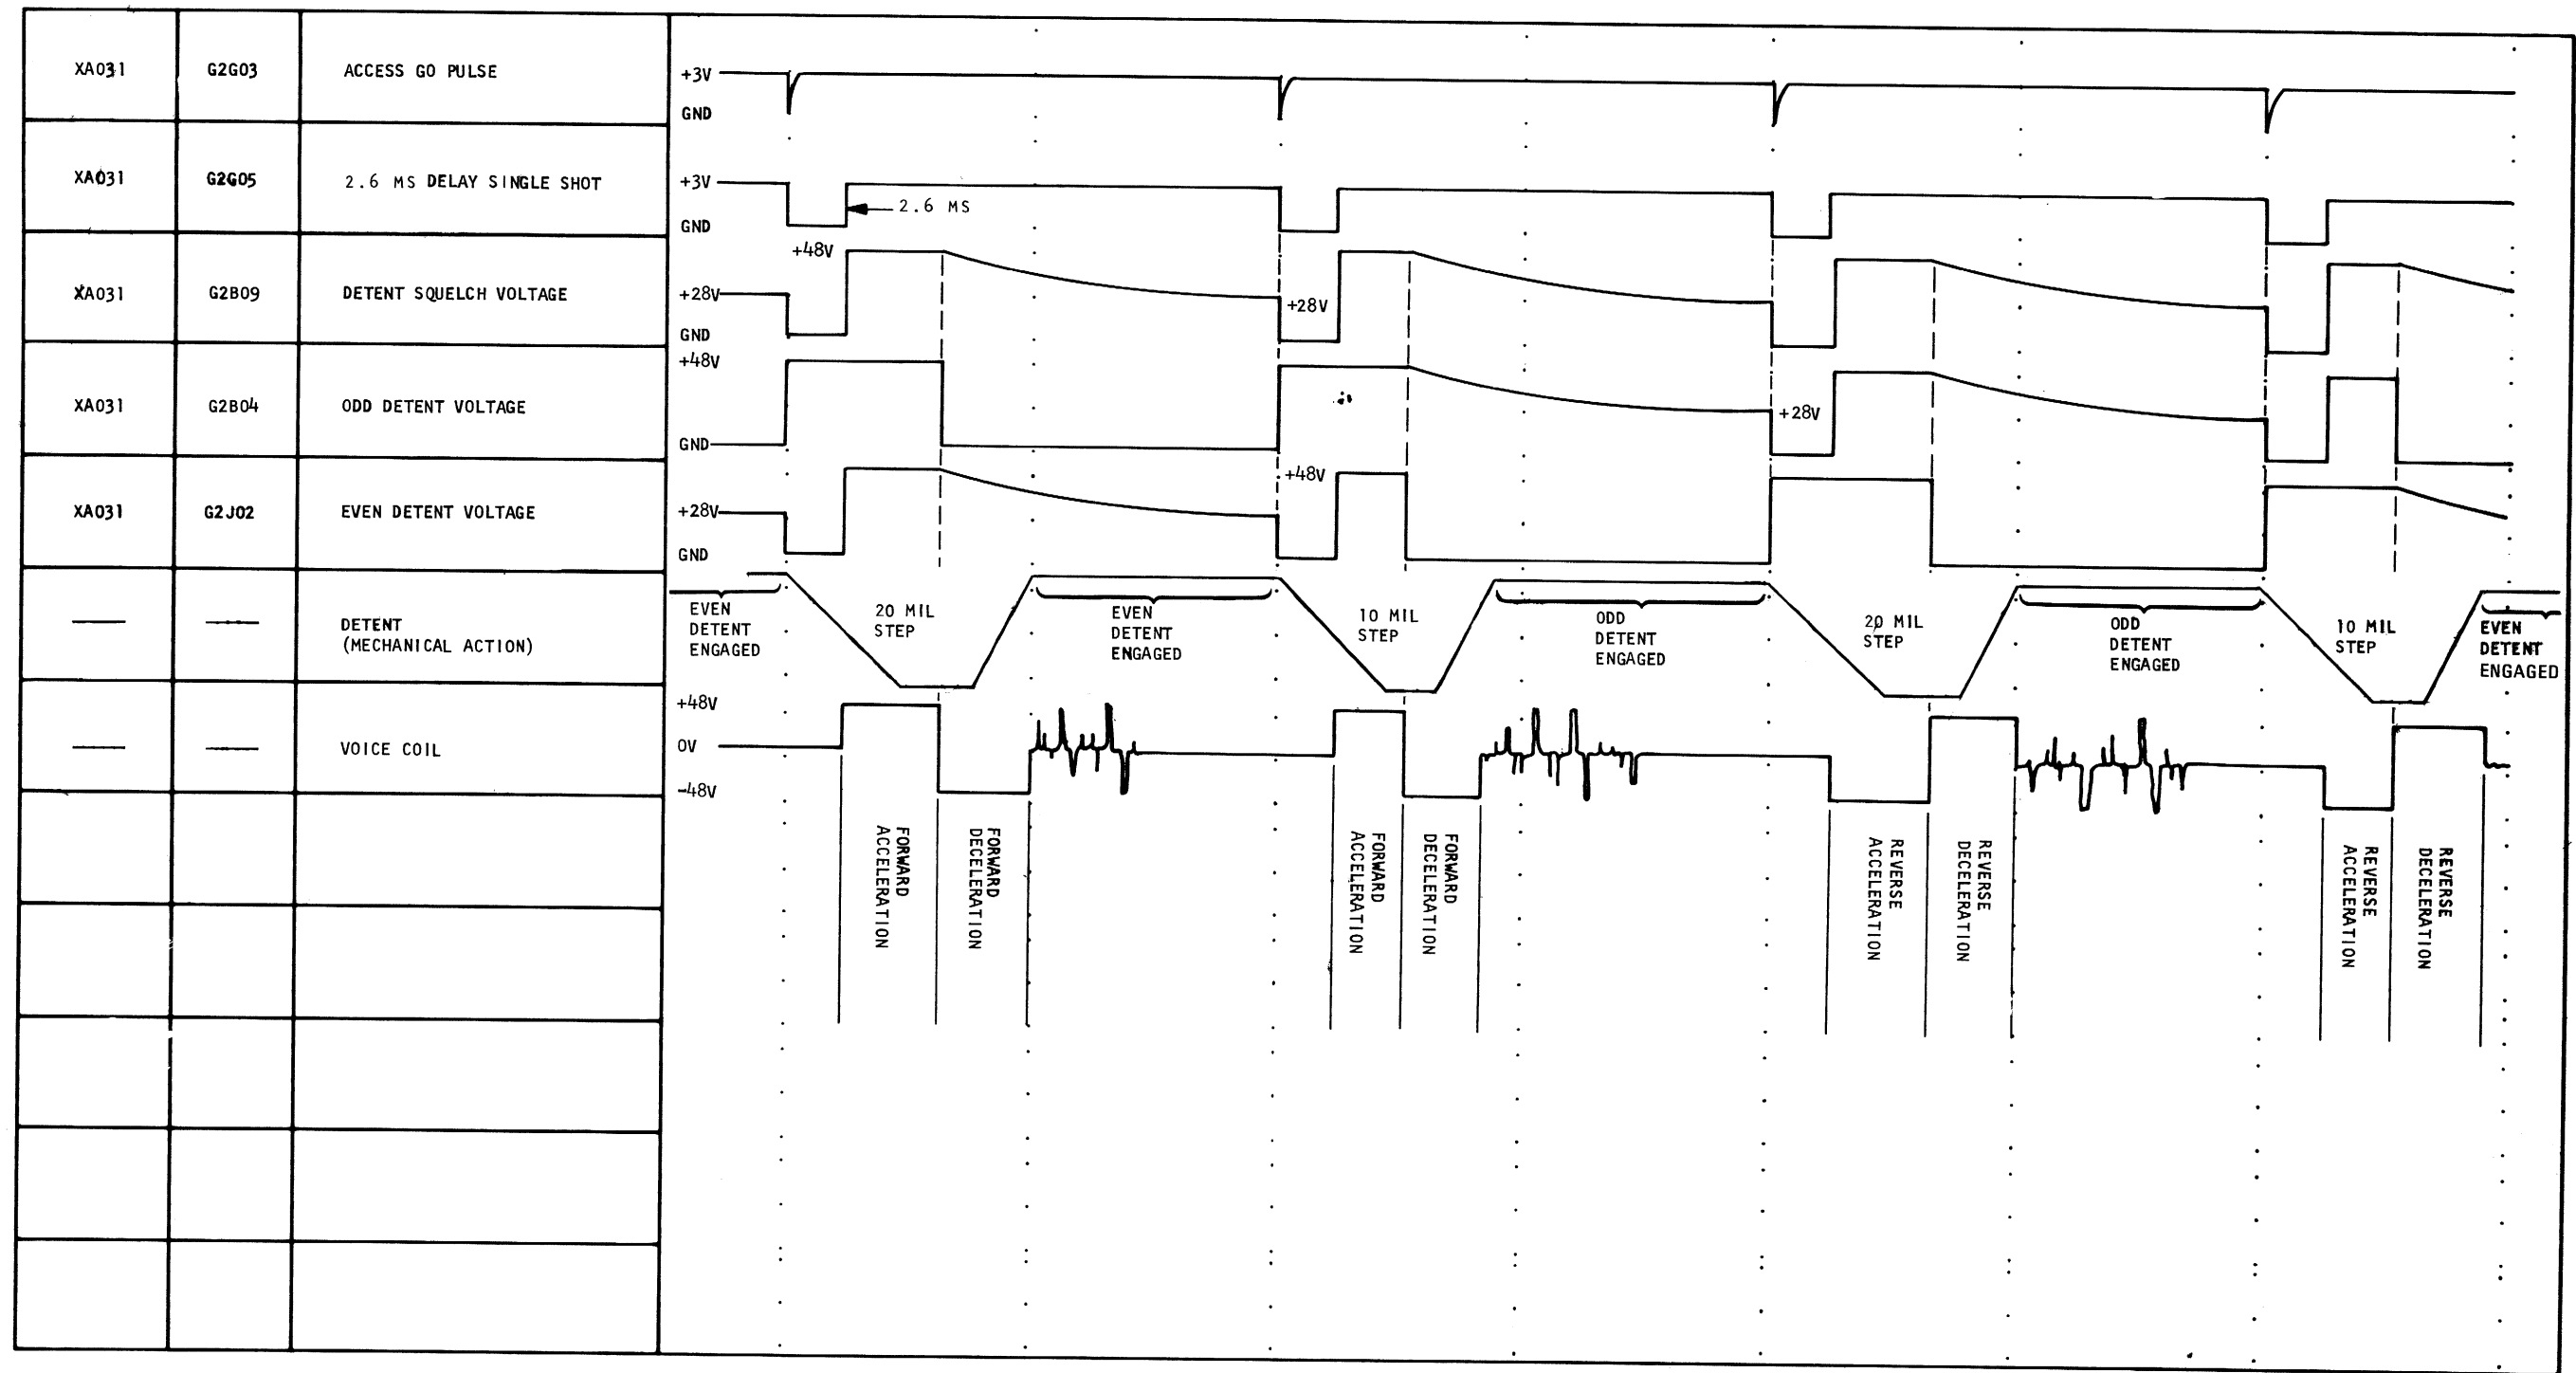 XA031 G2G03 ACCESS GO PULSE +3V
GND
XA031 G2G05 2.6 MS DELAY SINGLE SHOT +3V
2.6 MS
GND
+48V
XA031 G2B09 DETENT SQUELCH VOLTAGE +28V
+28V
GND
+48V
XA031 G2B04 ODD DETENT VOLTAGE
+28V
GND
+48V
XA031 G2J02 EVEN DETENT VOLTAGE +28V
GND
DETENT
(MECHANICAL ACTION)
EVEN
DETENT
ENGAGED
20 MIL
STEP
EVEN
DETENT
ENGAGED
10 MIL
STEP
ODD
DETENT
ENGAGED
20 MIL
STEP
ODD
DETENT
ENGAGED
10 MIL
STEP
EVEN
DETENT
ENGAGED
VOICE COIL
+48V
0V
-48V
FORWARD
ACCELERATION
FORWARD
DECELERATION
FORWARD
ACCELERATION
FORWARD
DECELERATION
REVERSE
ACCELERATION
REVERSE
DECELERATION
REVERSE
ACCELERATION
REVERSE
DECELERATION